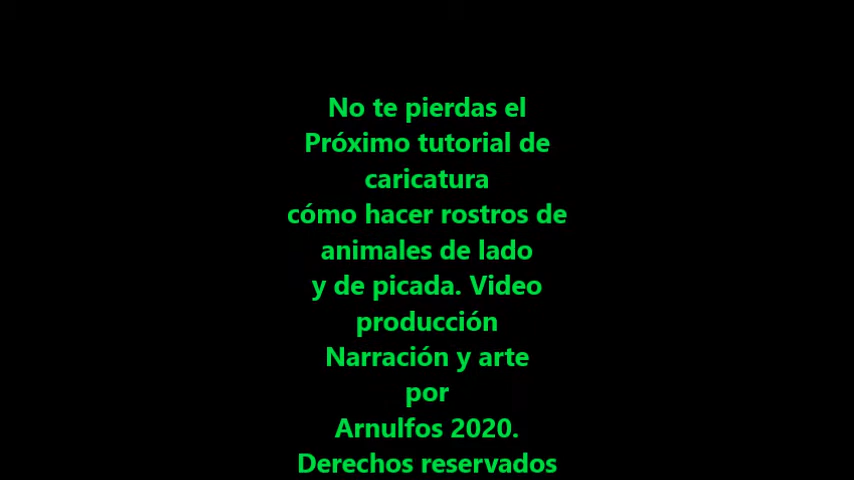 No te pierdas el
Próximo tutorial de
caricatura
cómo hacer rostros de
animales de lado
y de picada. Video
producción
Narración y arte
por
Arnulfos 2020.
Derechos reservados